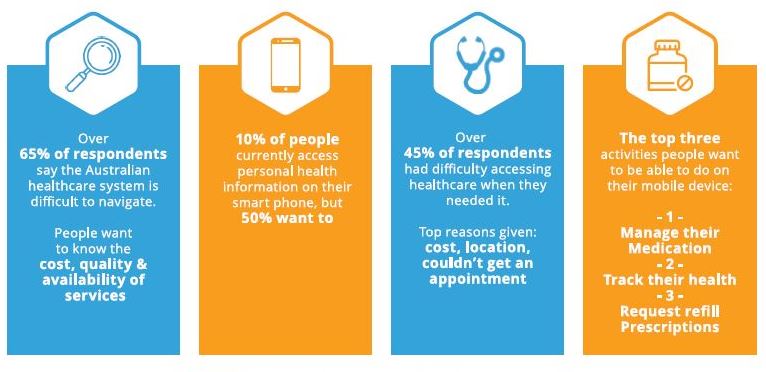 Over
65% of respondents
say the Australian
healthcare system is
difficult to navigate.
People want
to know the
cost, quality &
availability of
services
10% of people
currently access
personal health
information on their
smart phone, but
50% want to
Over
45% of respondents
had difficulty accessing
healthcare when they
needed it.
Top reasons given:
cost, location,
couldn't get an
appointment
The top three
activities people want
to be able to do on
their mobile device:
- 1 -
Manage their
Medication
- 2 -
Track their health
- 3 -
Request refill
Prescriptions